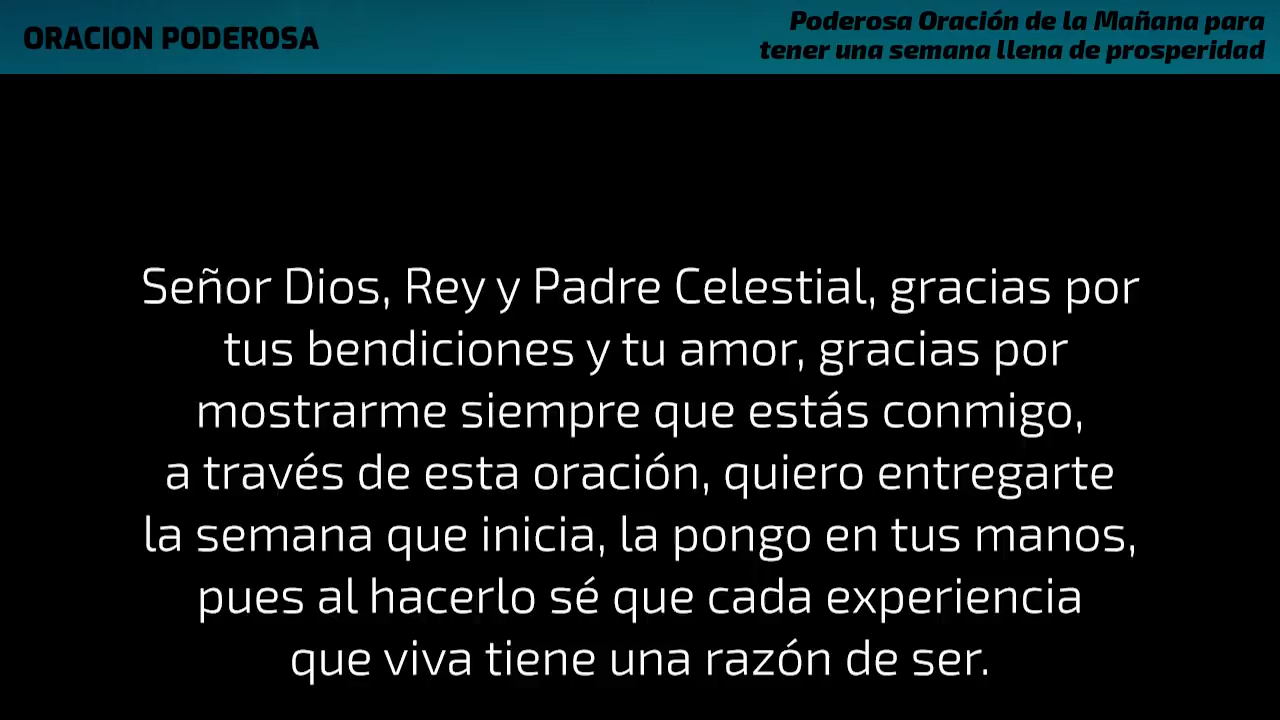 ORACION PODEROSA
Poderosa Oración de la Mañana para
tener una semana llena de prosperidad
Señor Dios, Rey y Padre Celestial, gracias por
tus bendiciones y tu amor, gracias por
mostrarme siempre que estás conmigo,
a través de esta oración, quiero entregarte
la semana que inicia, la pongo en tus manos,
pues al hacerlo sé que cada experiencia
que viva tiene una razón de ser.